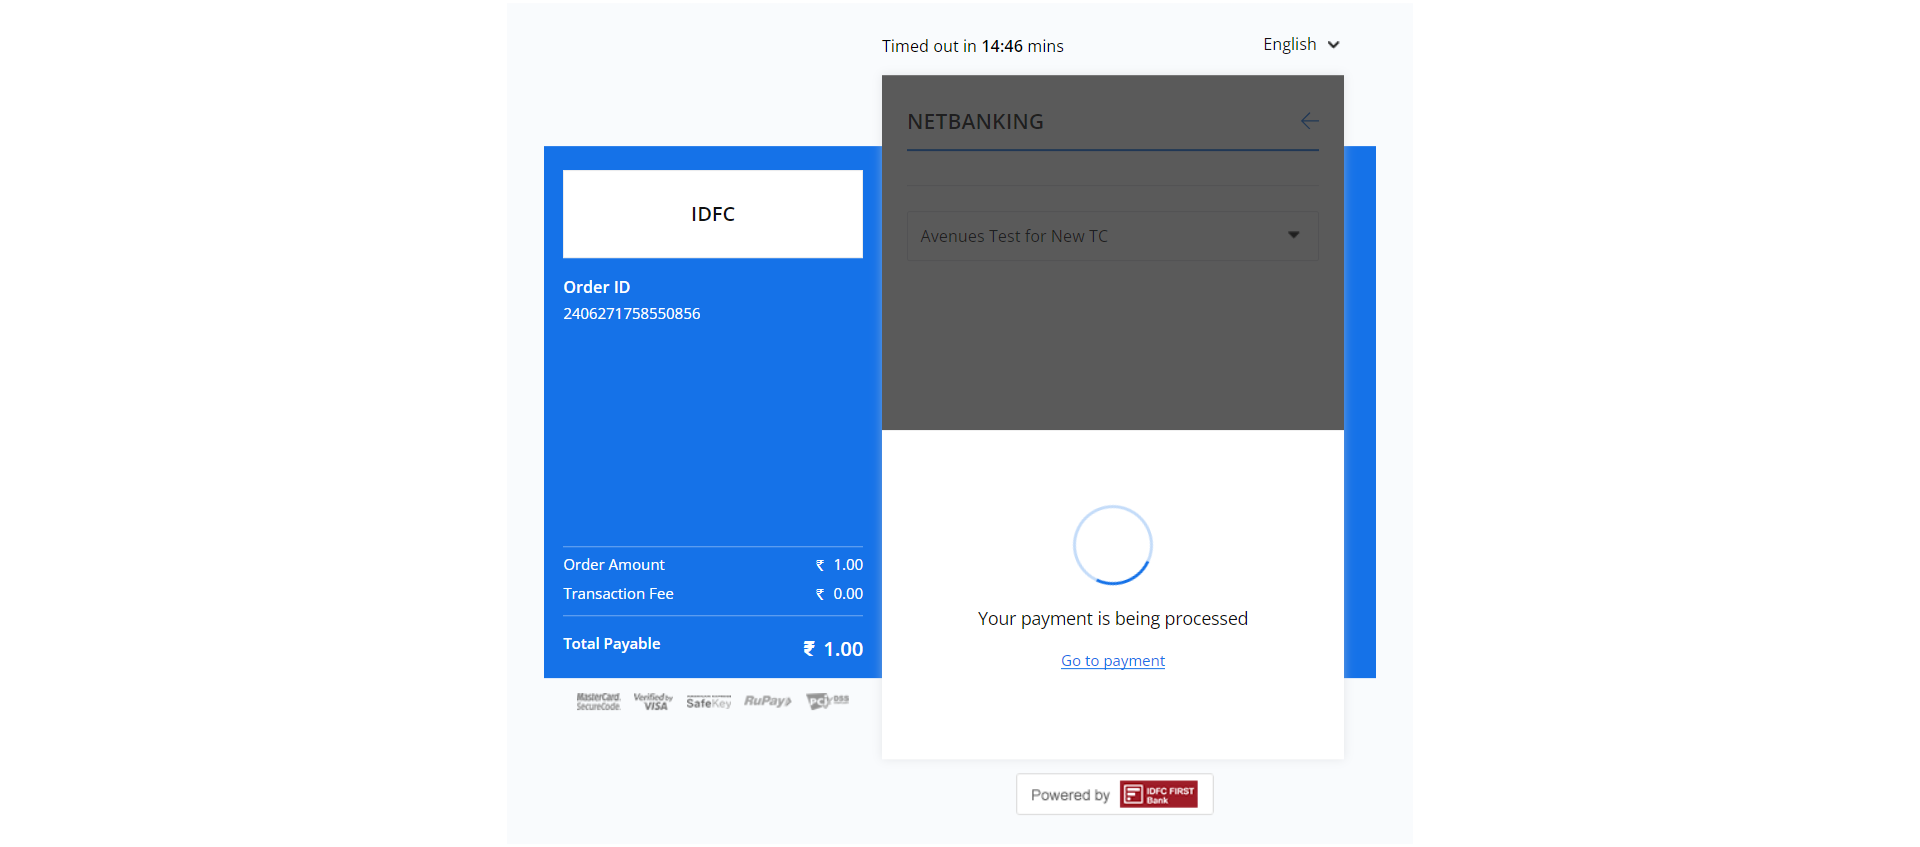 Timed out in 14:46 mins
English
NETBANKING
Avenues Test for New TC
IDFC
Order ID
2406271758550856
Order Amount ₹ 1.00
Transaction Fee ₹ 0.00
Total Payable ₹ 1.00
Your payment is being processed
Go to payment
MasterCard.
SecureCode.
Verified by
VISA
SafeKey
RuPay
PCI DSS
Powered by
IDFC FIRST
Bank